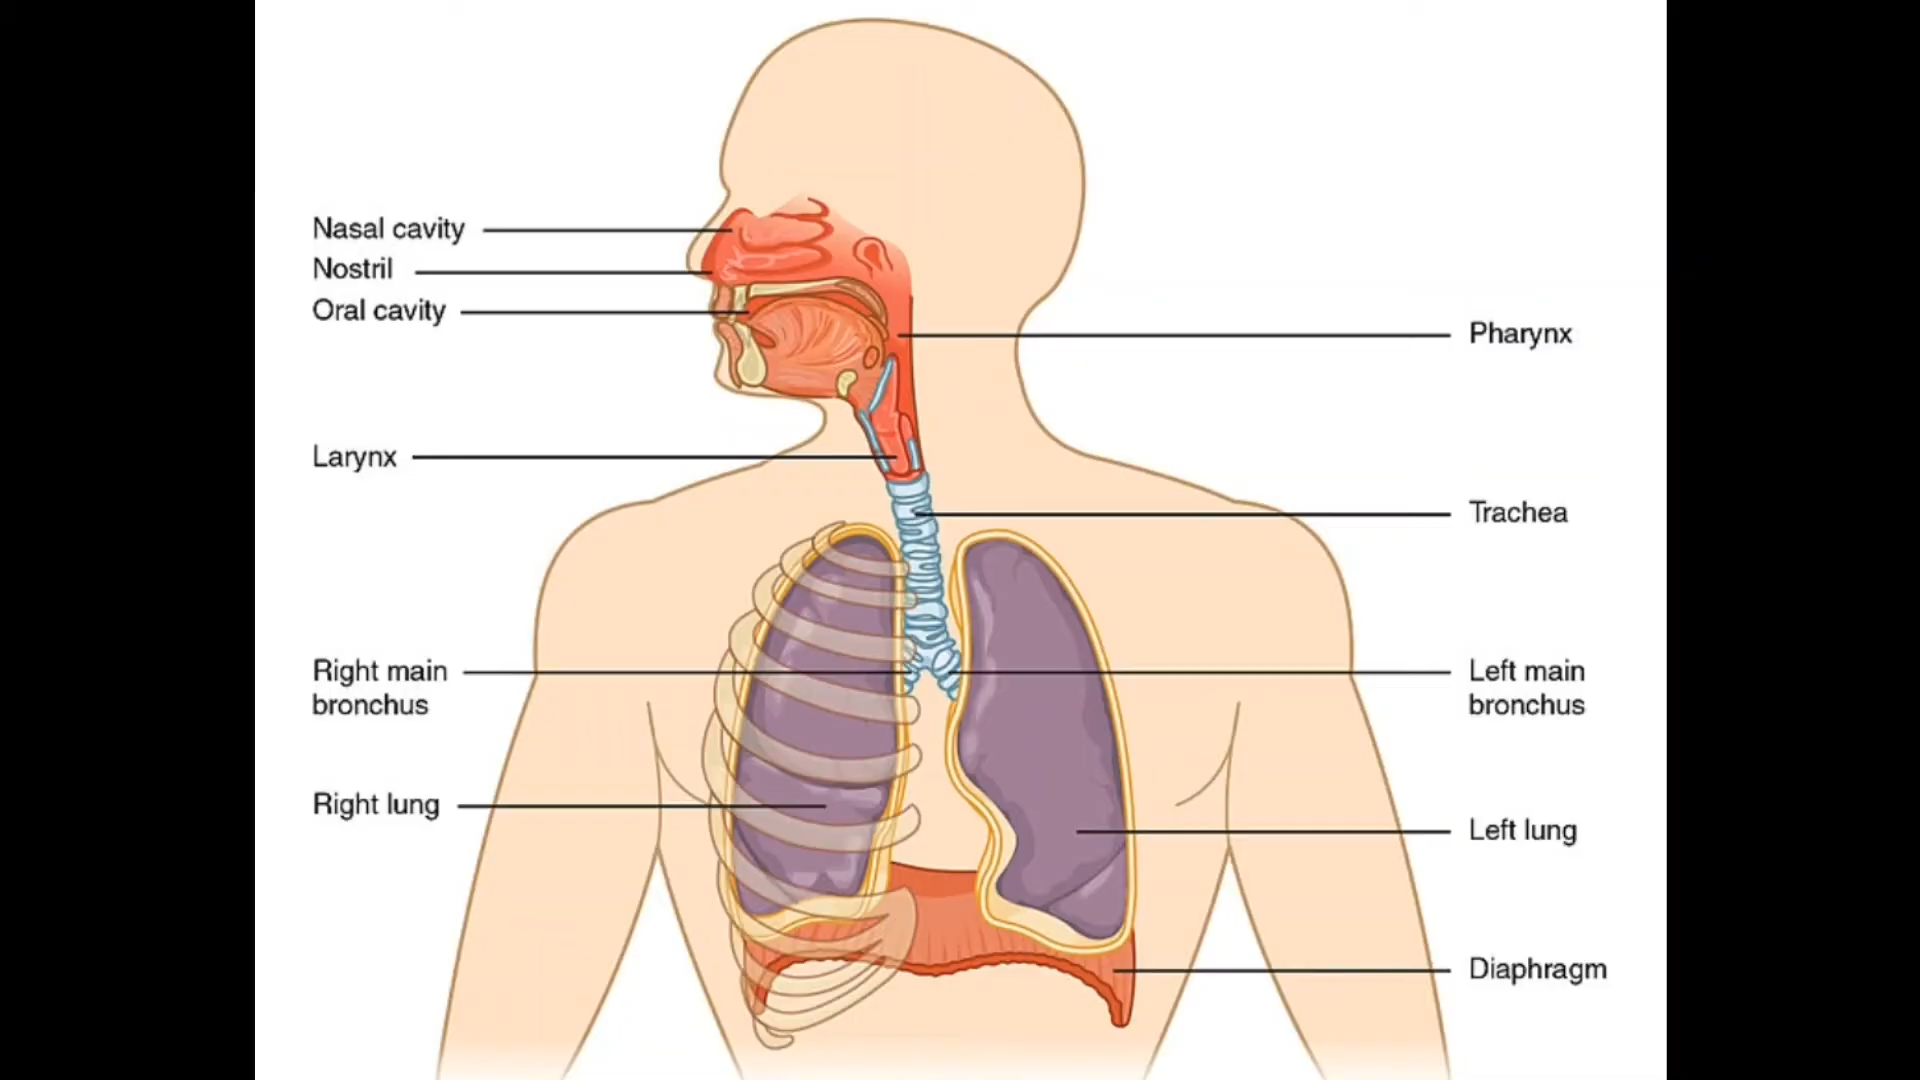 Nasal cavity
Nostril
Oral cavity
Larynx
Right main
bronchus
Right lung
Pharynx
Trachea
Left main
bronchus
Left lung
Diaphragm